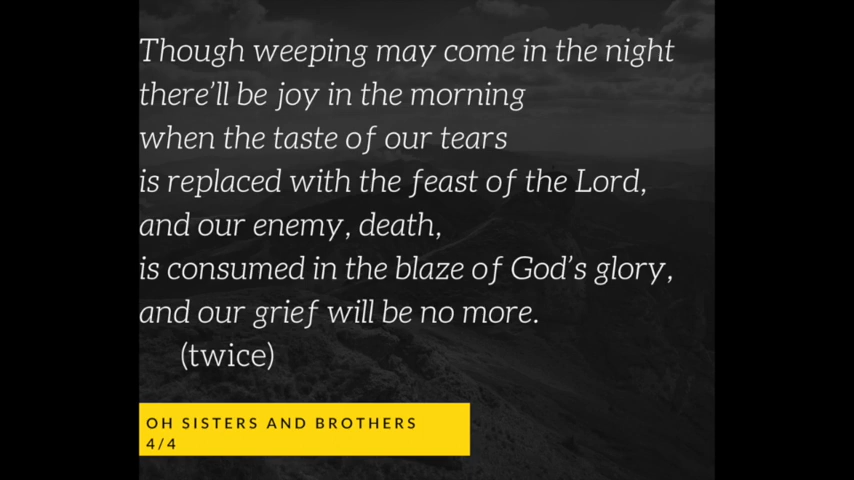 Though weeping may come in the night
there’ll be joy in the morning
when the taste of our tears
is replaced with the feast of the Lord,
and our enemy, death,
is consumed in the blaze of God’s glory,
and our grief will be no more.
(twice)
OH SISTERS AND BROTHERS
4/4